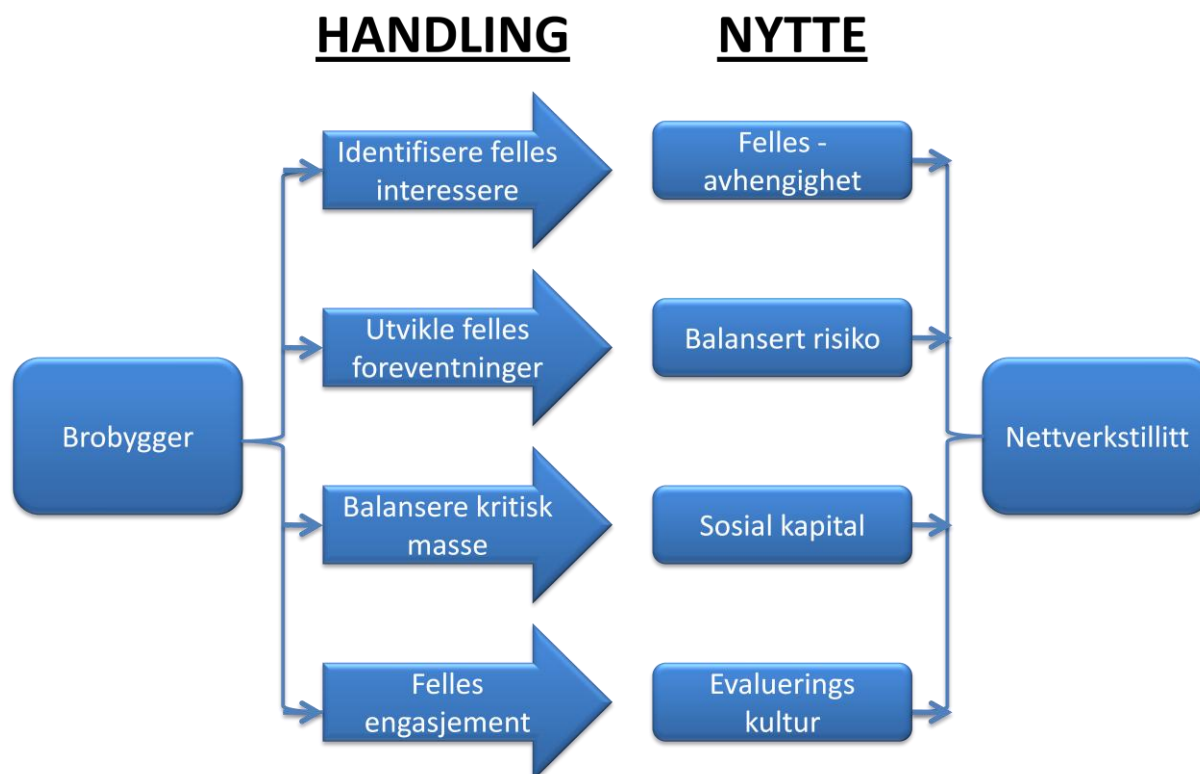 HANDLING
NYTTE
Identifisere felles
interessere
Felles -
avhengighet
Utvikle felles
foreventninger
Balansert risiko
Brobygger
Nettverkstillitt
Balansere kritisk
masse
Sosial kapital
Felles
engasjement
Evaluerings
kultur